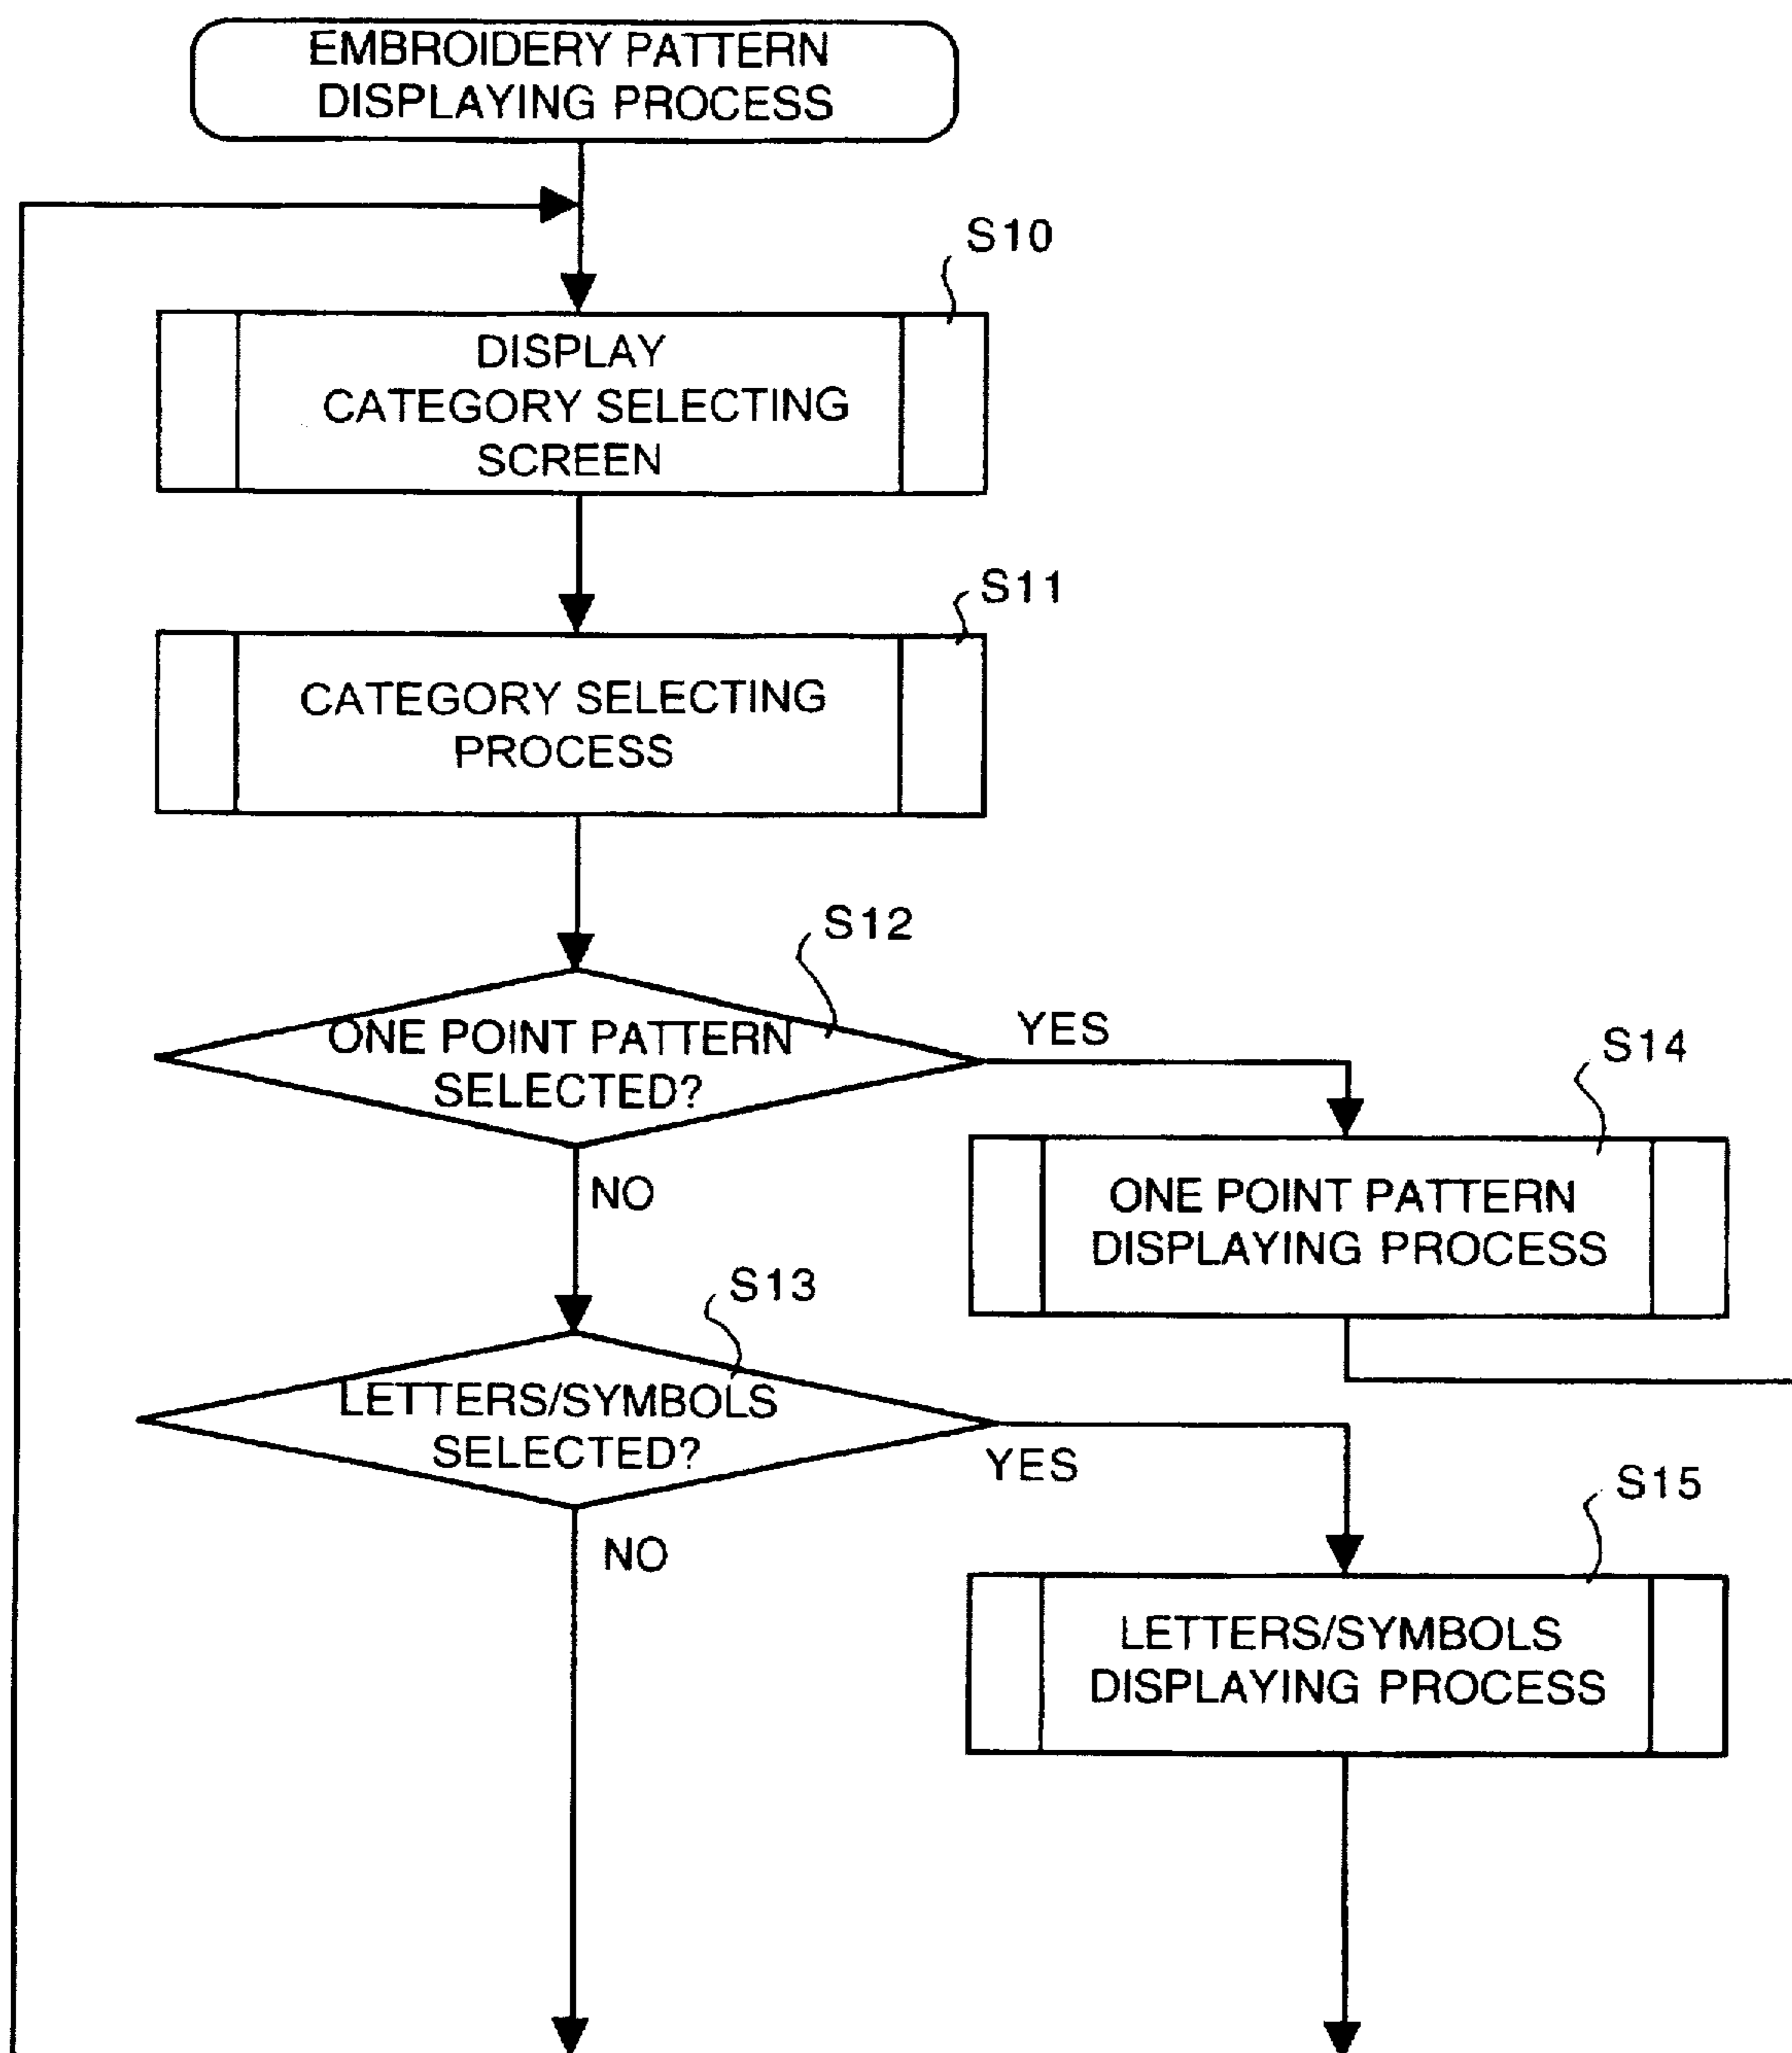 EMBROIDERY PATTERN
DISPLAYING PROCESS
S10
DISPLAY
CATEGORY SELECTING
SCREEN
S11
CATEGORY SELECTING
PROCESS
S12
ONE POINT PATTERN
SELECTED?
YES
NO
S14
ONE POINT PATTERN
DISPLAYING PROCESS
S13
LETTERS/SYMBOLS
SELECTED?
YES
NO
S15
LETTERS/SYMBOLS
DISPLAYING PROCESS